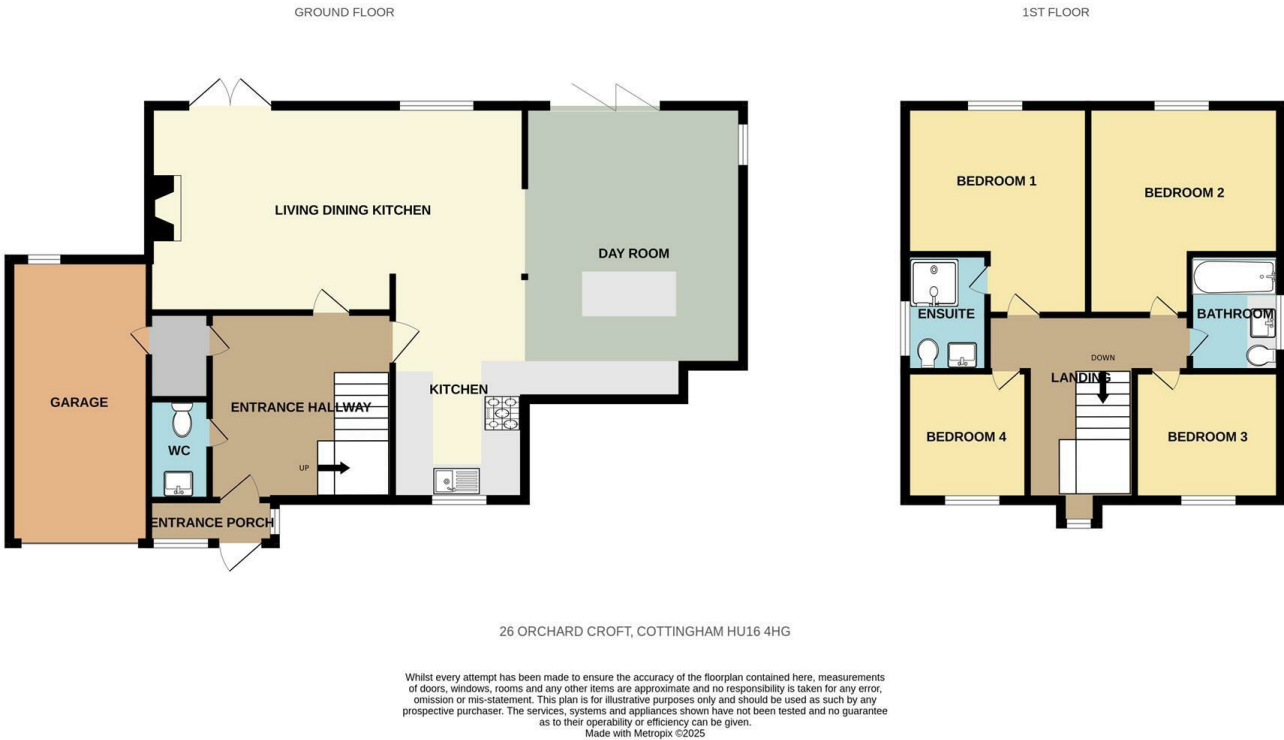 GROUND FLOOR
1ST FLOOR
LIVING DINING KITCHEN
DAY ROOM
GARAGE
ENTRANCE HALLWAY
KITCHEN
WC
UP
ENTRANCE PORCH
BEDROOM 1
BEDROOM 2
ENSUITE
BATHROOM
DOWN
LANDING
BEDROOM 4
BEDROOM 3
26 ORCHARD CROFT, COTTINGHAM HU16 4HG
Whilst every attempt has been made to ensure the accuracy of the floorplan contained here, measurements
of doors, windows, rooms and any other items are approximate and no responsibility is taken for any error,
omission or mis-statement. This plan is for illustrative purposes only and should be used as such by any
prospective purchaser. The services, systems and appliances shown have not been tested and no guarantee
as to their operability or efficiency can be given.
Made with Metropix ©2025